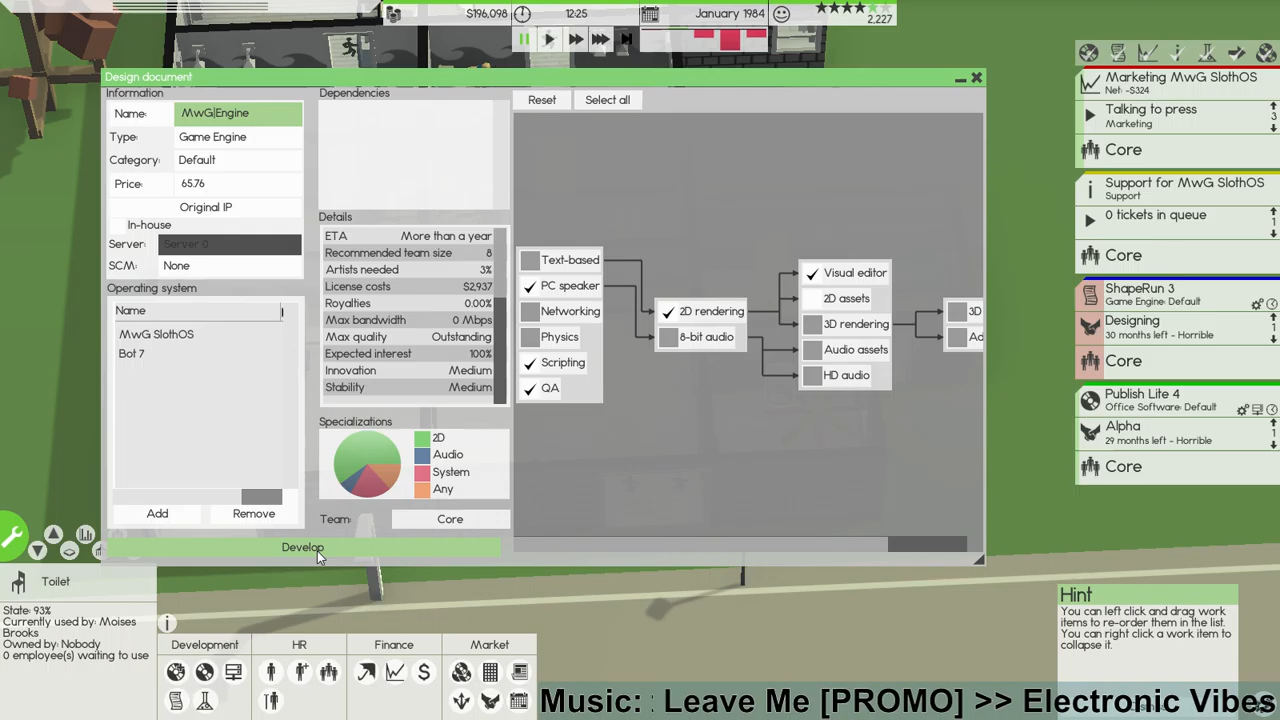 $196,098
12:25
January 1984
2,227
Design document
Information
Name: MwG|Engine
Type: Game Engine
Category: Default
Price: 65.76
Original IP
In-house
Server: Server 0
SCM: None
Operating system
Name
MwG SlothOS
Bot 7
Add Remove
Develop
Dependencies
Details
ETA More than a year
Recommended team size 8
Artists needed 3%
License costs $2,937
Royalties 0.00%
Max bandwidth 0 Mbps
Max quality Outstanding
Expected interest 100%
Innovation Medium
Stability Medium
Specializations
2D
Audio
System
Any
Team: Core
Reset Select all
Text-based
PC speaker
Networking
Physics
Scripting
QA
2D rendering
8-bit audio
Visual editor
2D assets
3D rendering
Audio assets
HD audio
3D
Marketing MwG SlothOS
Net: -$324
Talking to press
Marketing
3
Core
Support for MwG SlothOS
Support
0 tickets in queue
1
Core
ShapeRun 3
Game Engine: Default
Designing
30 months left - Horrible
1
Core
Publish Lite 4
Office Software: Default
Alpha
29 months left - Horrible
1
Core
Toilet
State: 93%
Currently used by: Moises
Brooks
Owned by: Nobody
0 employee(s) waiting to use
Development HR Finance Market
Hint
You can left click and drag work
items to re-order them in the list.
You can right click a work item to
collapse it.
Music: : Leave Me [PROMO] >> Electronic Vibes